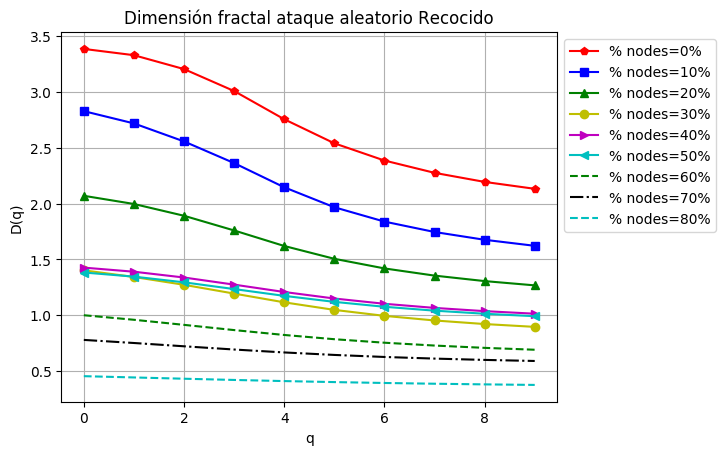 Dimensión fractal ataque aleatorio Recocido
3.5
3.0
2.5
2.0
1.5
1.0
0.5
D(q)
0
2
4
6
8
q
% nodes=0%
% nodes=10%
% nodes=20%
% nodes=30%
% nodes=40%
% nodes=50%
% nodes=60%
% nodes=70%
% nodes=80%